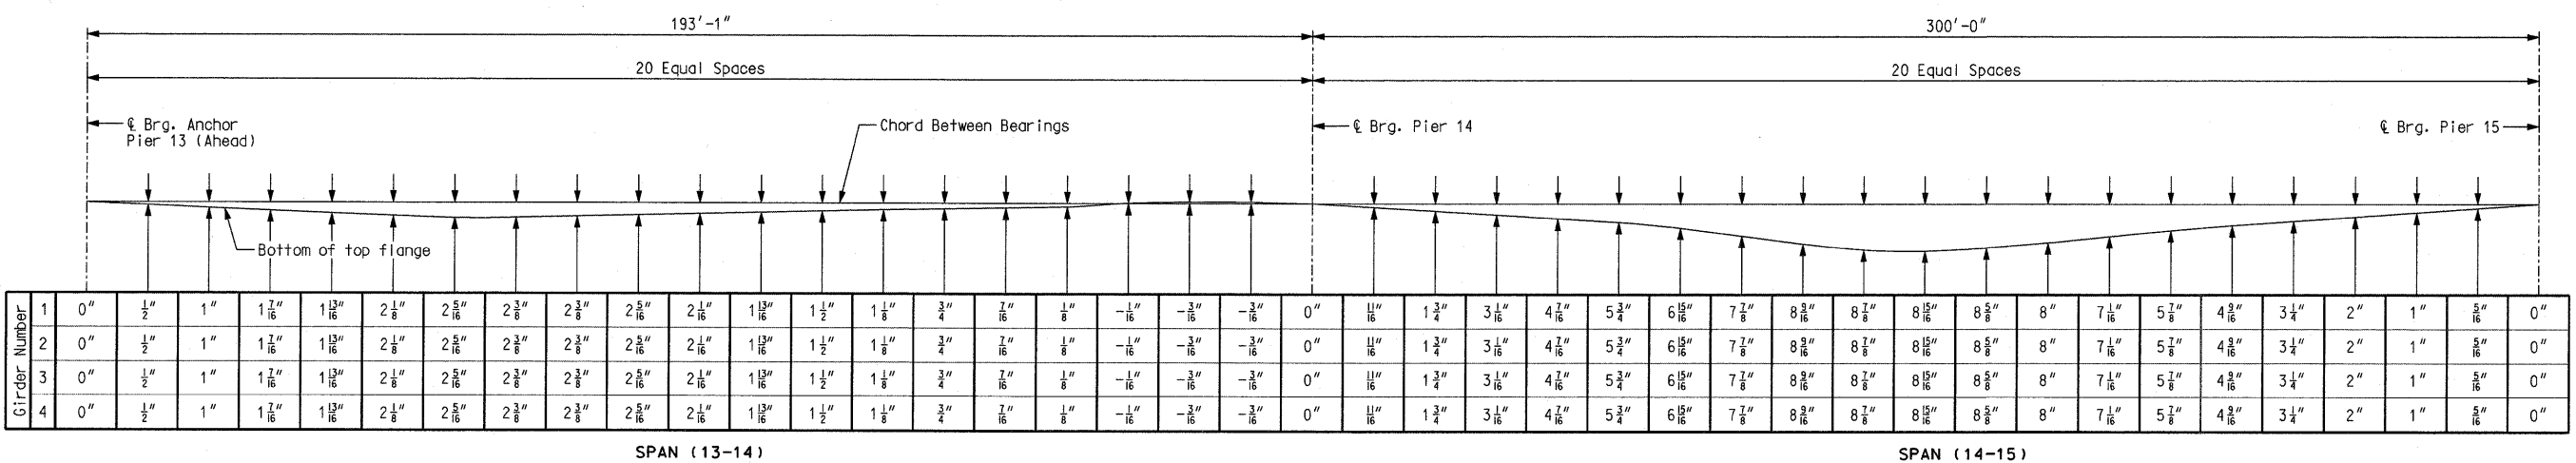 193'-1"
300'-0"
20 Equal Spaces
20 Equal Spaces
℄ Brg. Anchor
Pier 13 (Ahead)
Chord Between Bearings
℄ Brg. Pier 14
℄ Brg. Pier 15
Bottom of top flange
Girder Number
1 0" 1/2" 1" 1 7/16" 1 13/16" 2 1/8" 2 5/16" 2 3/8" 2 3/8" 2 5/16" 2 1/16" 1 13/16" 1 1/2" 1 1/8" 3/4" 7/16" 1/8" -1/16" -3/16" -3/16" 0" 11/16" 1 3/4" 3 1/16" 4 7/16" 5 3/4" 6 15/16" 7 7/8" 8 9/16" 8 7/8" 8 15/16" 8 5/8" 8" 7 1/16" 5 7/8" 4 9/16" 3 1/4" 2" 1" 5/16" 0"
2 0" 1/2" 1" 1 7/16" 1 13/16" 2 1/8" 2 5/16" 2 3/8" 2 3/8" 2 5/16" 2 1/16" 1 13/16" 1 1/2" 1 1/8" 3/4" 7/16" 1/8" -1/16" -3/16" -3/16" 0" 11/16" 1 3/4" 3 1/16" 4 7/16" 5 3/4" 6 15/16" 7 7/8" 8 9/16" 8 7/8" 8 15/16" 8 5/8" 8" 7 1/16" 5 7/8" 4 9/16" 3 1/4" 2" 1" 5/16" 0"
3 0" 1/2" 1" 1 7/16" 1 13/16" 2 1/8" 2 5/16" 2 3/8" 2 3/8" 2 5/16" 2 1/16" 1 13/16" 1 1/2" 1 1/8" 3/4" 7/16" 1/8" -1/16" -3/16" -3/16" 0" 11/16" 1 3/4" 3 1/16" 4 7/16" 5 3/4" 6 15/16" 7 7/8" 8 9/16" 8 7/8" 8 15/16" 8 5/8" 8" 7 1/16" 5 7/8" 4 9/16" 3 1/4" 2" 1" 5/16" 0"
4 0" 1/2" 1" 1 7/16" 1 13/16" 2 1/8" 2 5/16" 2 3/8" 2 3/8" 2 5/16" 2 1/16" 1 13/16" 1 1/2" 1 1/8" 3/4" 7/16" 1/8" -1/16" -3/16" -3/16" 0" 11/16" 1 3/4" 3 1/16" 4 7/16" 5 3/4" 6 15/16" 7 7/8" 8 9/16" 8 7/8" 8 15/16" 8 5/8" 8" 7 1/16" 5 7/8" 4 9/16" 3 1/4" 2" 1" 5/16" 0"
SPAN (13-14)
SPAN (14-15)